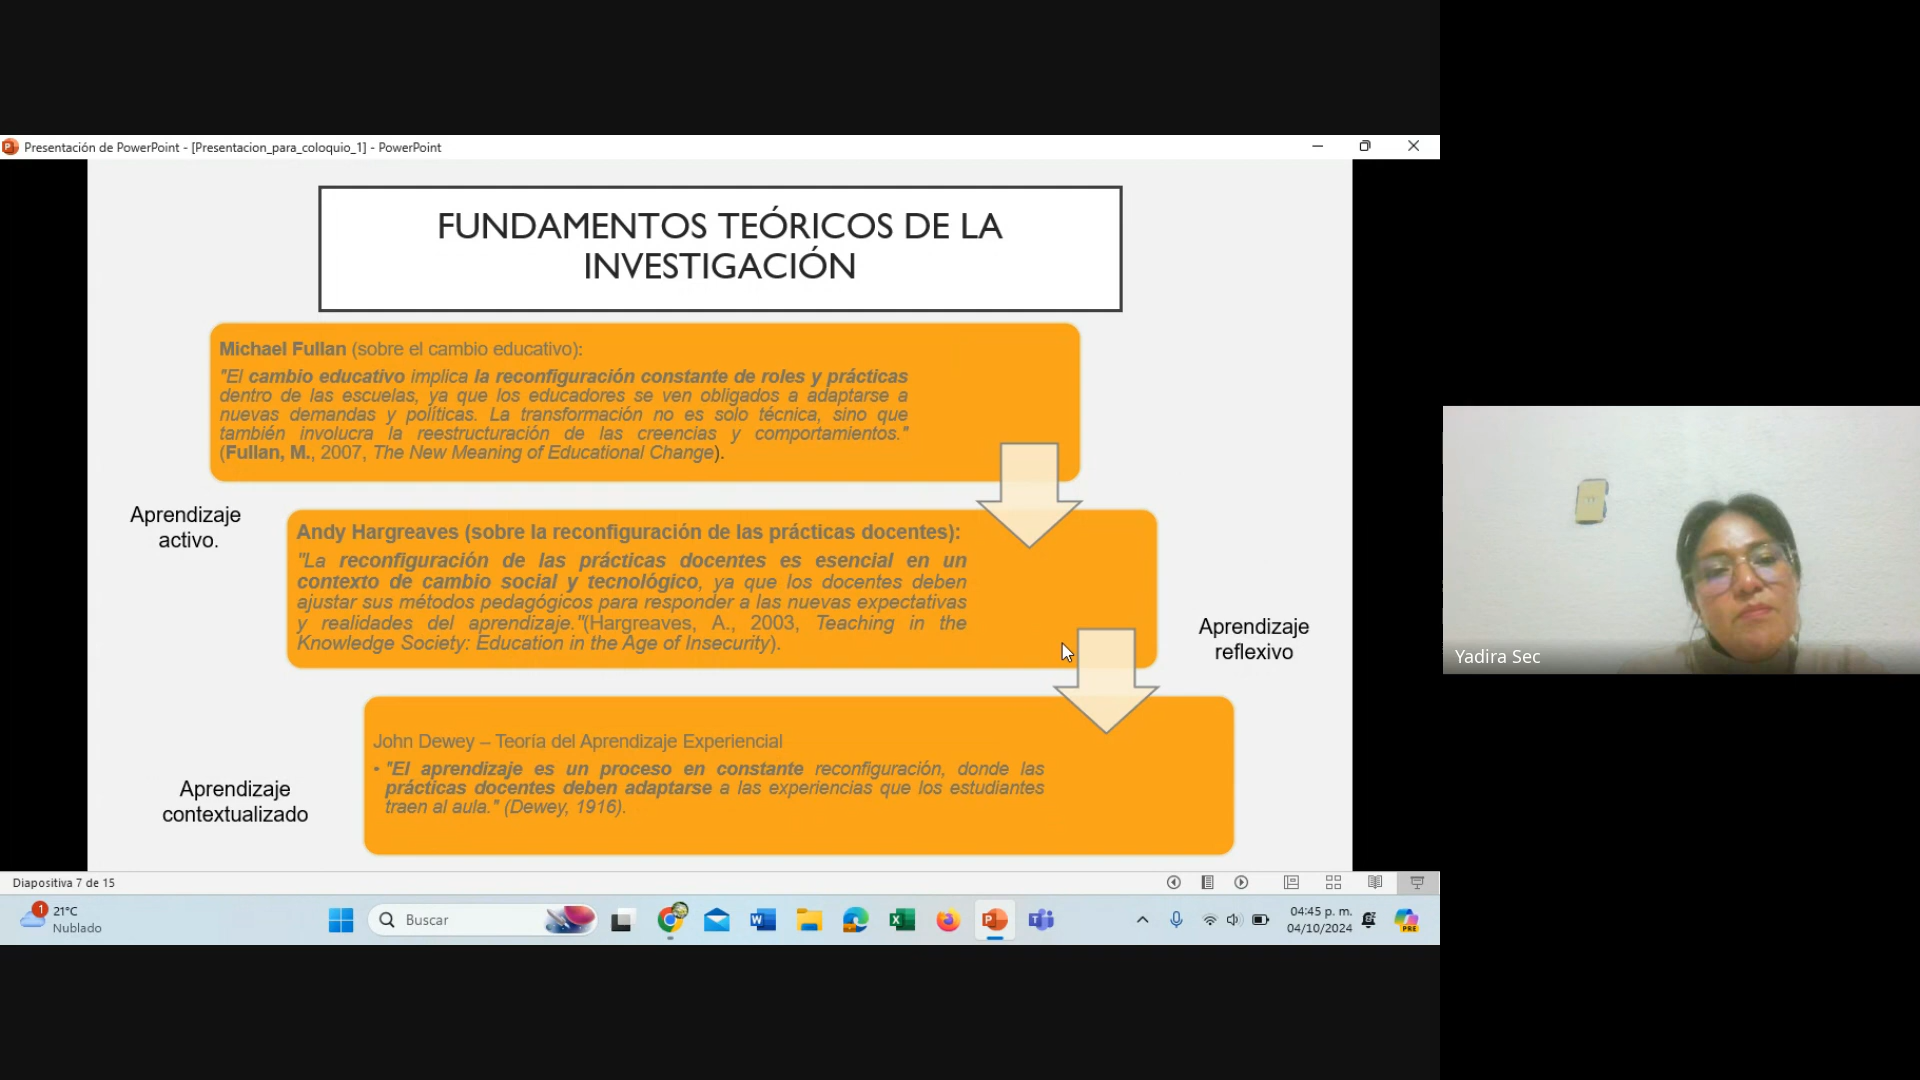 Presentación de PowerPoint - [Presentacion_para_coloquio_1] - PowerPoint
FUNDAMENTOS TEÓRICOS DE LA
INVESTIGACIÓN
Michael Fullan (sobre el cambio educativo):
"El cambio educativo implica la reconfiguración constante de roles y prácticas
dentro de las escuelas, ya que los educadores se ven obligados a adaptarse a
nuevas demandas y políticas. La transformación no es solo técnica, sino que
también involucra la reestructuración de las creencias y comportamientos."
(Fullan, M., 2007, The New Meaning of Educational Change).
Aprendizaje
activo.
Andy Hargreaves (sobre la reconfiguración de las prácticas docentes):
"La reconfiguración de las prácticas docentes es esencial en un
contexto de cambio social y tecnológico, ya que los docentes deben
ajustar sus métodos pedagógicos para responder a las nuevas expectativas
y realidades del aprendizaje."(Hargreaves, A., 2003, Teaching in the
Knowledge Society: Education in the Age of Insecurity).
Aprendizaje
reflexivo
John Dewey – Teoría del Aprendizaje Experiencial
• "El aprendizaje es un proceso en constante reconfiguración, donde las
prácticas docentes deben adaptarse a las experiencias que los estudiantes
traen al aula." (Dewey, 1916).
Aprendizaje
contextualizado
Yadira Sec
Diapositiva 7 de 15
1
21°C
Nublado
Buscar
04:45 p. m.
04/10/2024
PRE